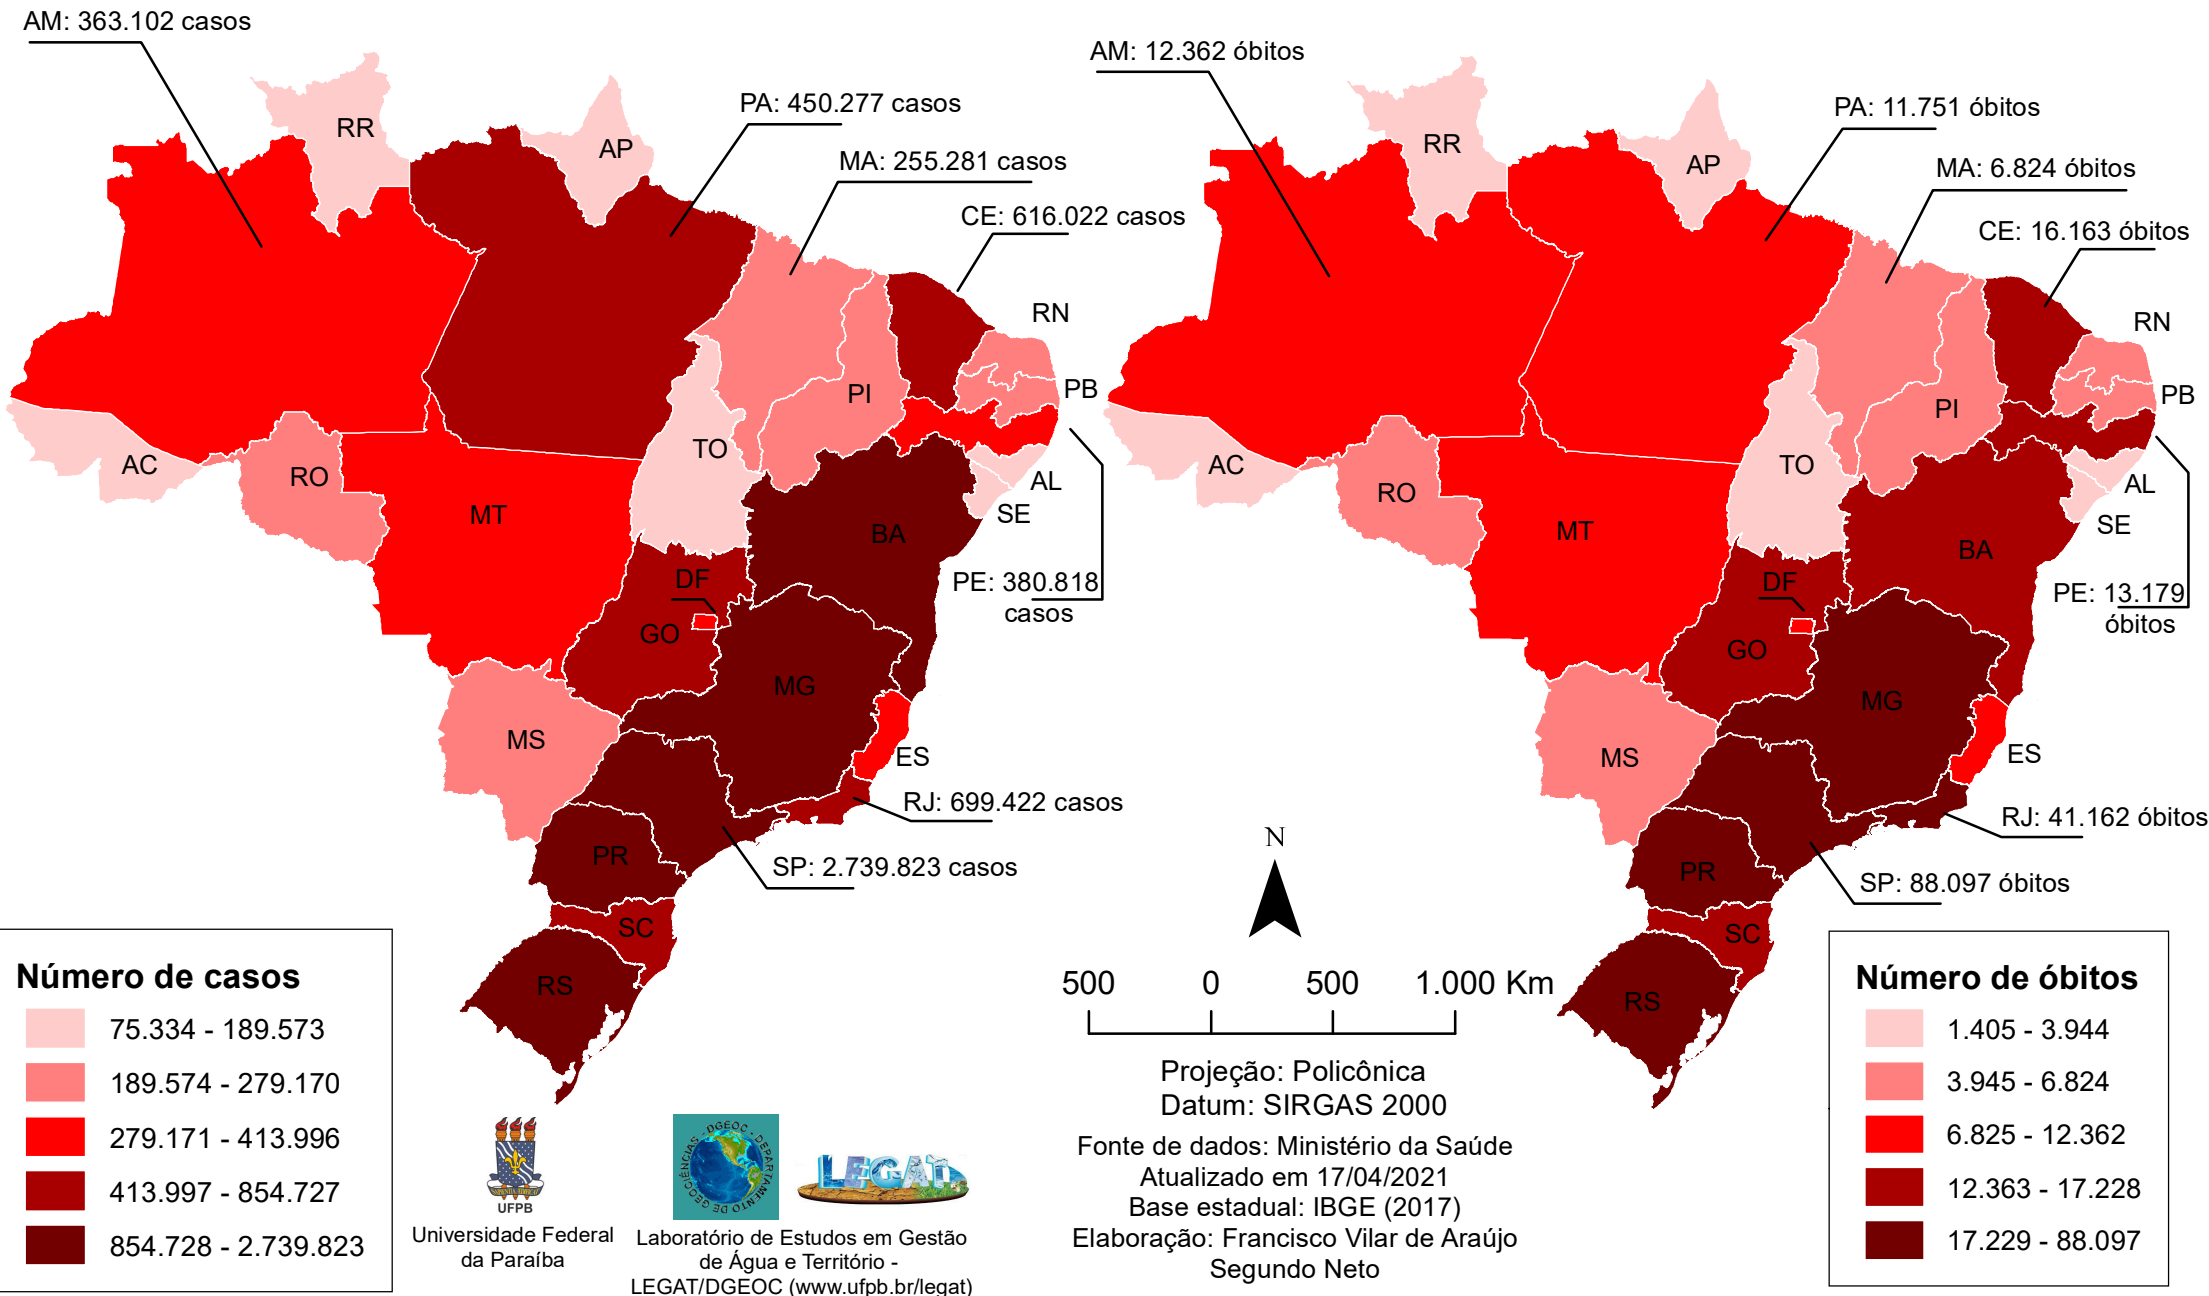 AM: 363.102 casos
RR
AP
PA: 450.277 casos
MA: 255.281 casos
CE: 616.022 casos
RN
PB
PI
TO
AC
RO
MT
AL
SE
BA
PE: 380.818
casos
DF
GO
MG
MS
ES
RJ: 699.422 casos
SP: 2.739.823 casos
PR
SC
RS
Número de casos
75.334 - 189.573
189.574 - 279.170
279.171 - 413.996
413.997 - 854.727
854.728 - 2.739.823
AM: 12.362 óbitos
RR
AP
PA: 11.751 óbitos
MA: 6.824 óbitos
CE: 16.163 óbitos
RN
PB
PI
TO
AC
RO
MT
AL
SE
BA
PE: 13.179
óbitos
DF
GO
MG
MS
ES
RJ: 41.162 óbitos
SP: 88.097 óbitos
PR
SC
RS
Número de óbitos
1.405 - 3.944
3.945 - 6.824
6.825 - 12.362
12.363 - 17.228
17.229 - 88.097
N
500 0 500 1.000 Km
Projeção: Policônica
Datum: SIRGAS 2000
Fonte de dados: Ministério da Saúde
Atualizado em 17/04/2021
Base estadual: IBGE (2017)
Elaboração: Francisco Vilar de Araújo
Segundo Neto
UFPB
Universidade Federal
da Paraíba
DGEOC - DEPARTAMENTO DE GEOCIÊNCIAS -
LEGAT
Laboratório de Estudos em Gestão
de Água e Território -
LEGAT/DGEOC (www.ufpb.br/legat)